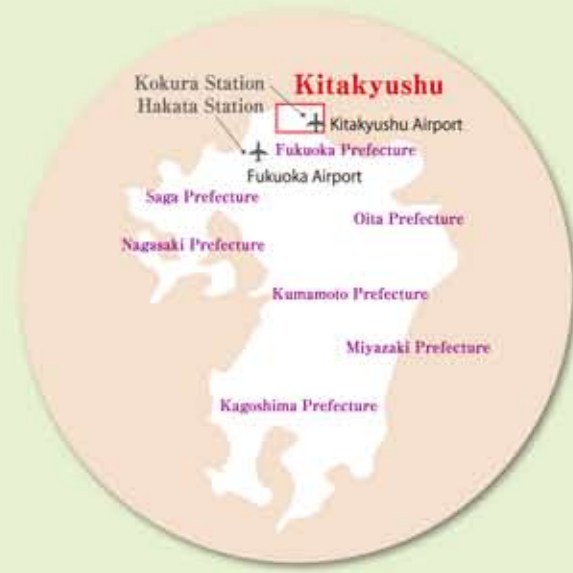 Kokura Station
Kitakyushu
Hakata Station
Kitakyushu Airport
Fukuoka Prefecture
Fukuoka Airport
Saga Prefecture
Oita Prefecture
Nagasaki Prefecture
Kumamoto Prefecture
Miyazaki Prefecture
Kagoshima Prefecture